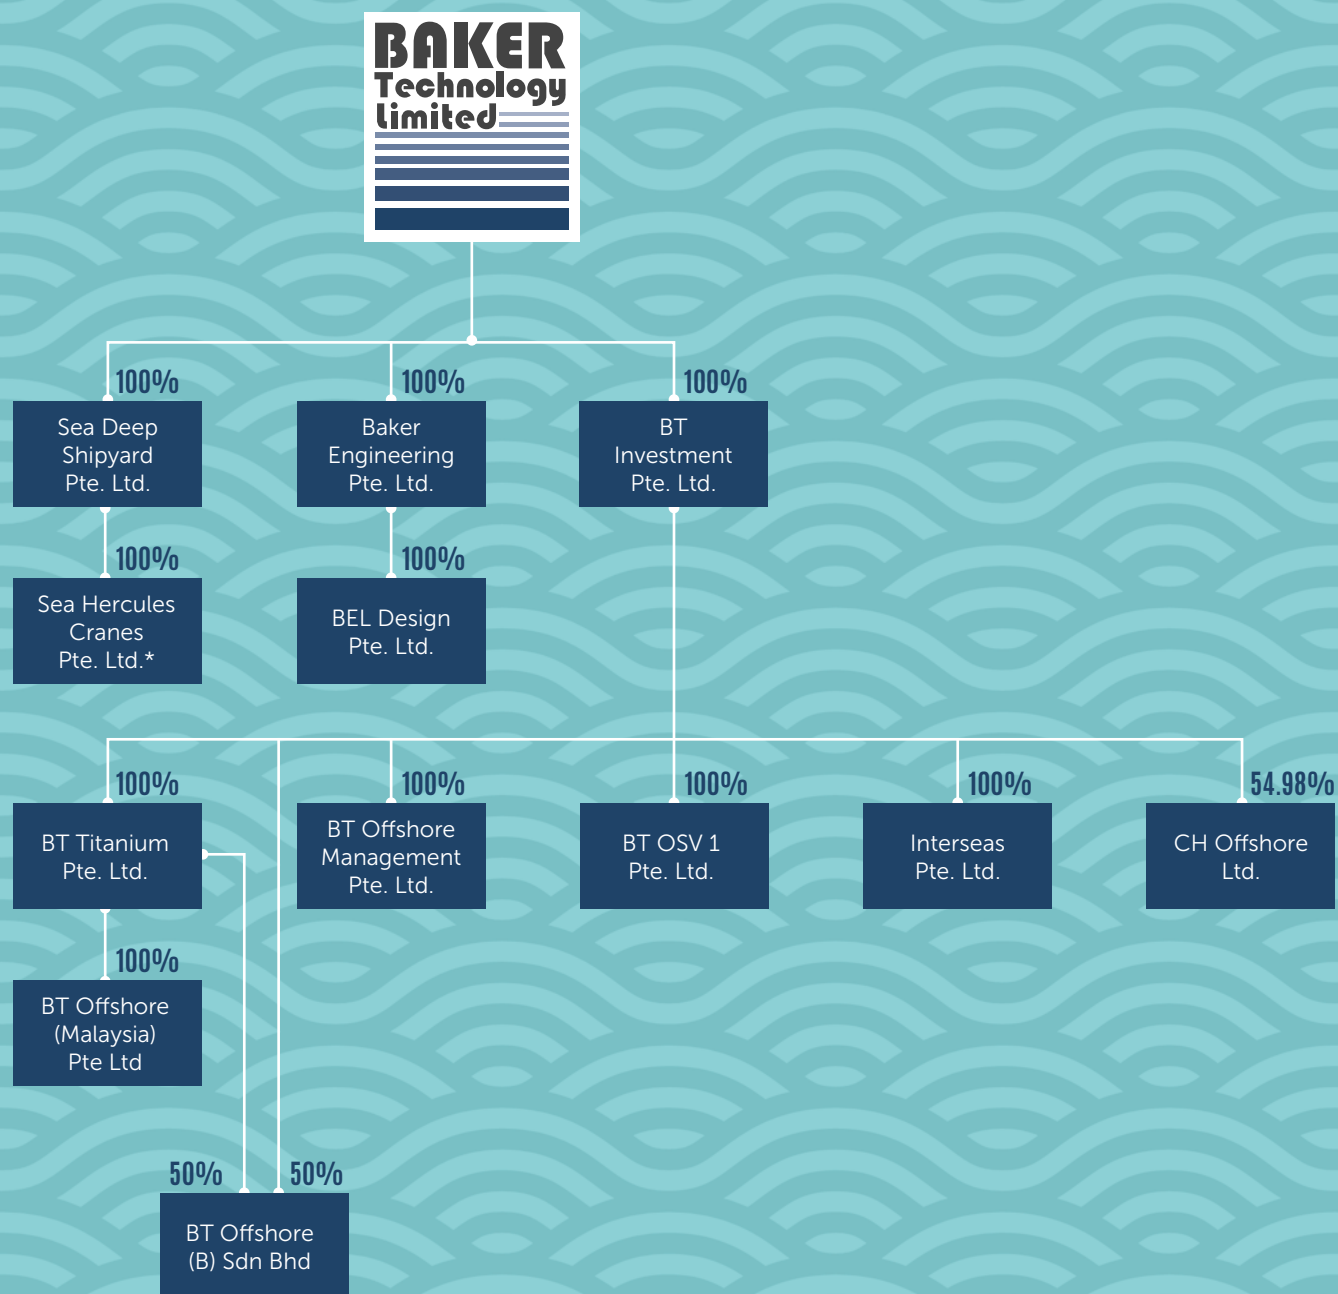 BAKER
Technology
Limited
100%
100%
100%
Sea Deep
Shipyard
Pte. Ltd.
Baker
Engineering
Pte. Ltd.
BT
Investment
Pte. Ltd.
100%
100%
Sea Hercules
Cranes
Pte. Ltd.*
BEL Design
Pte. Ltd.
100%
100%
100%
100%
54.98%
BT Titanium
Pte. Ltd.
BT Offshore
Management
Pte. Ltd.
BT OSV 1
Pte. Ltd.
Interseas
Pte. Ltd.
CH Offshore
Ltd.
100%
BT Offshore
(Malaysia)
Pte Ltd
50%
50%
BT Offshore
(B) Sdn Bhd